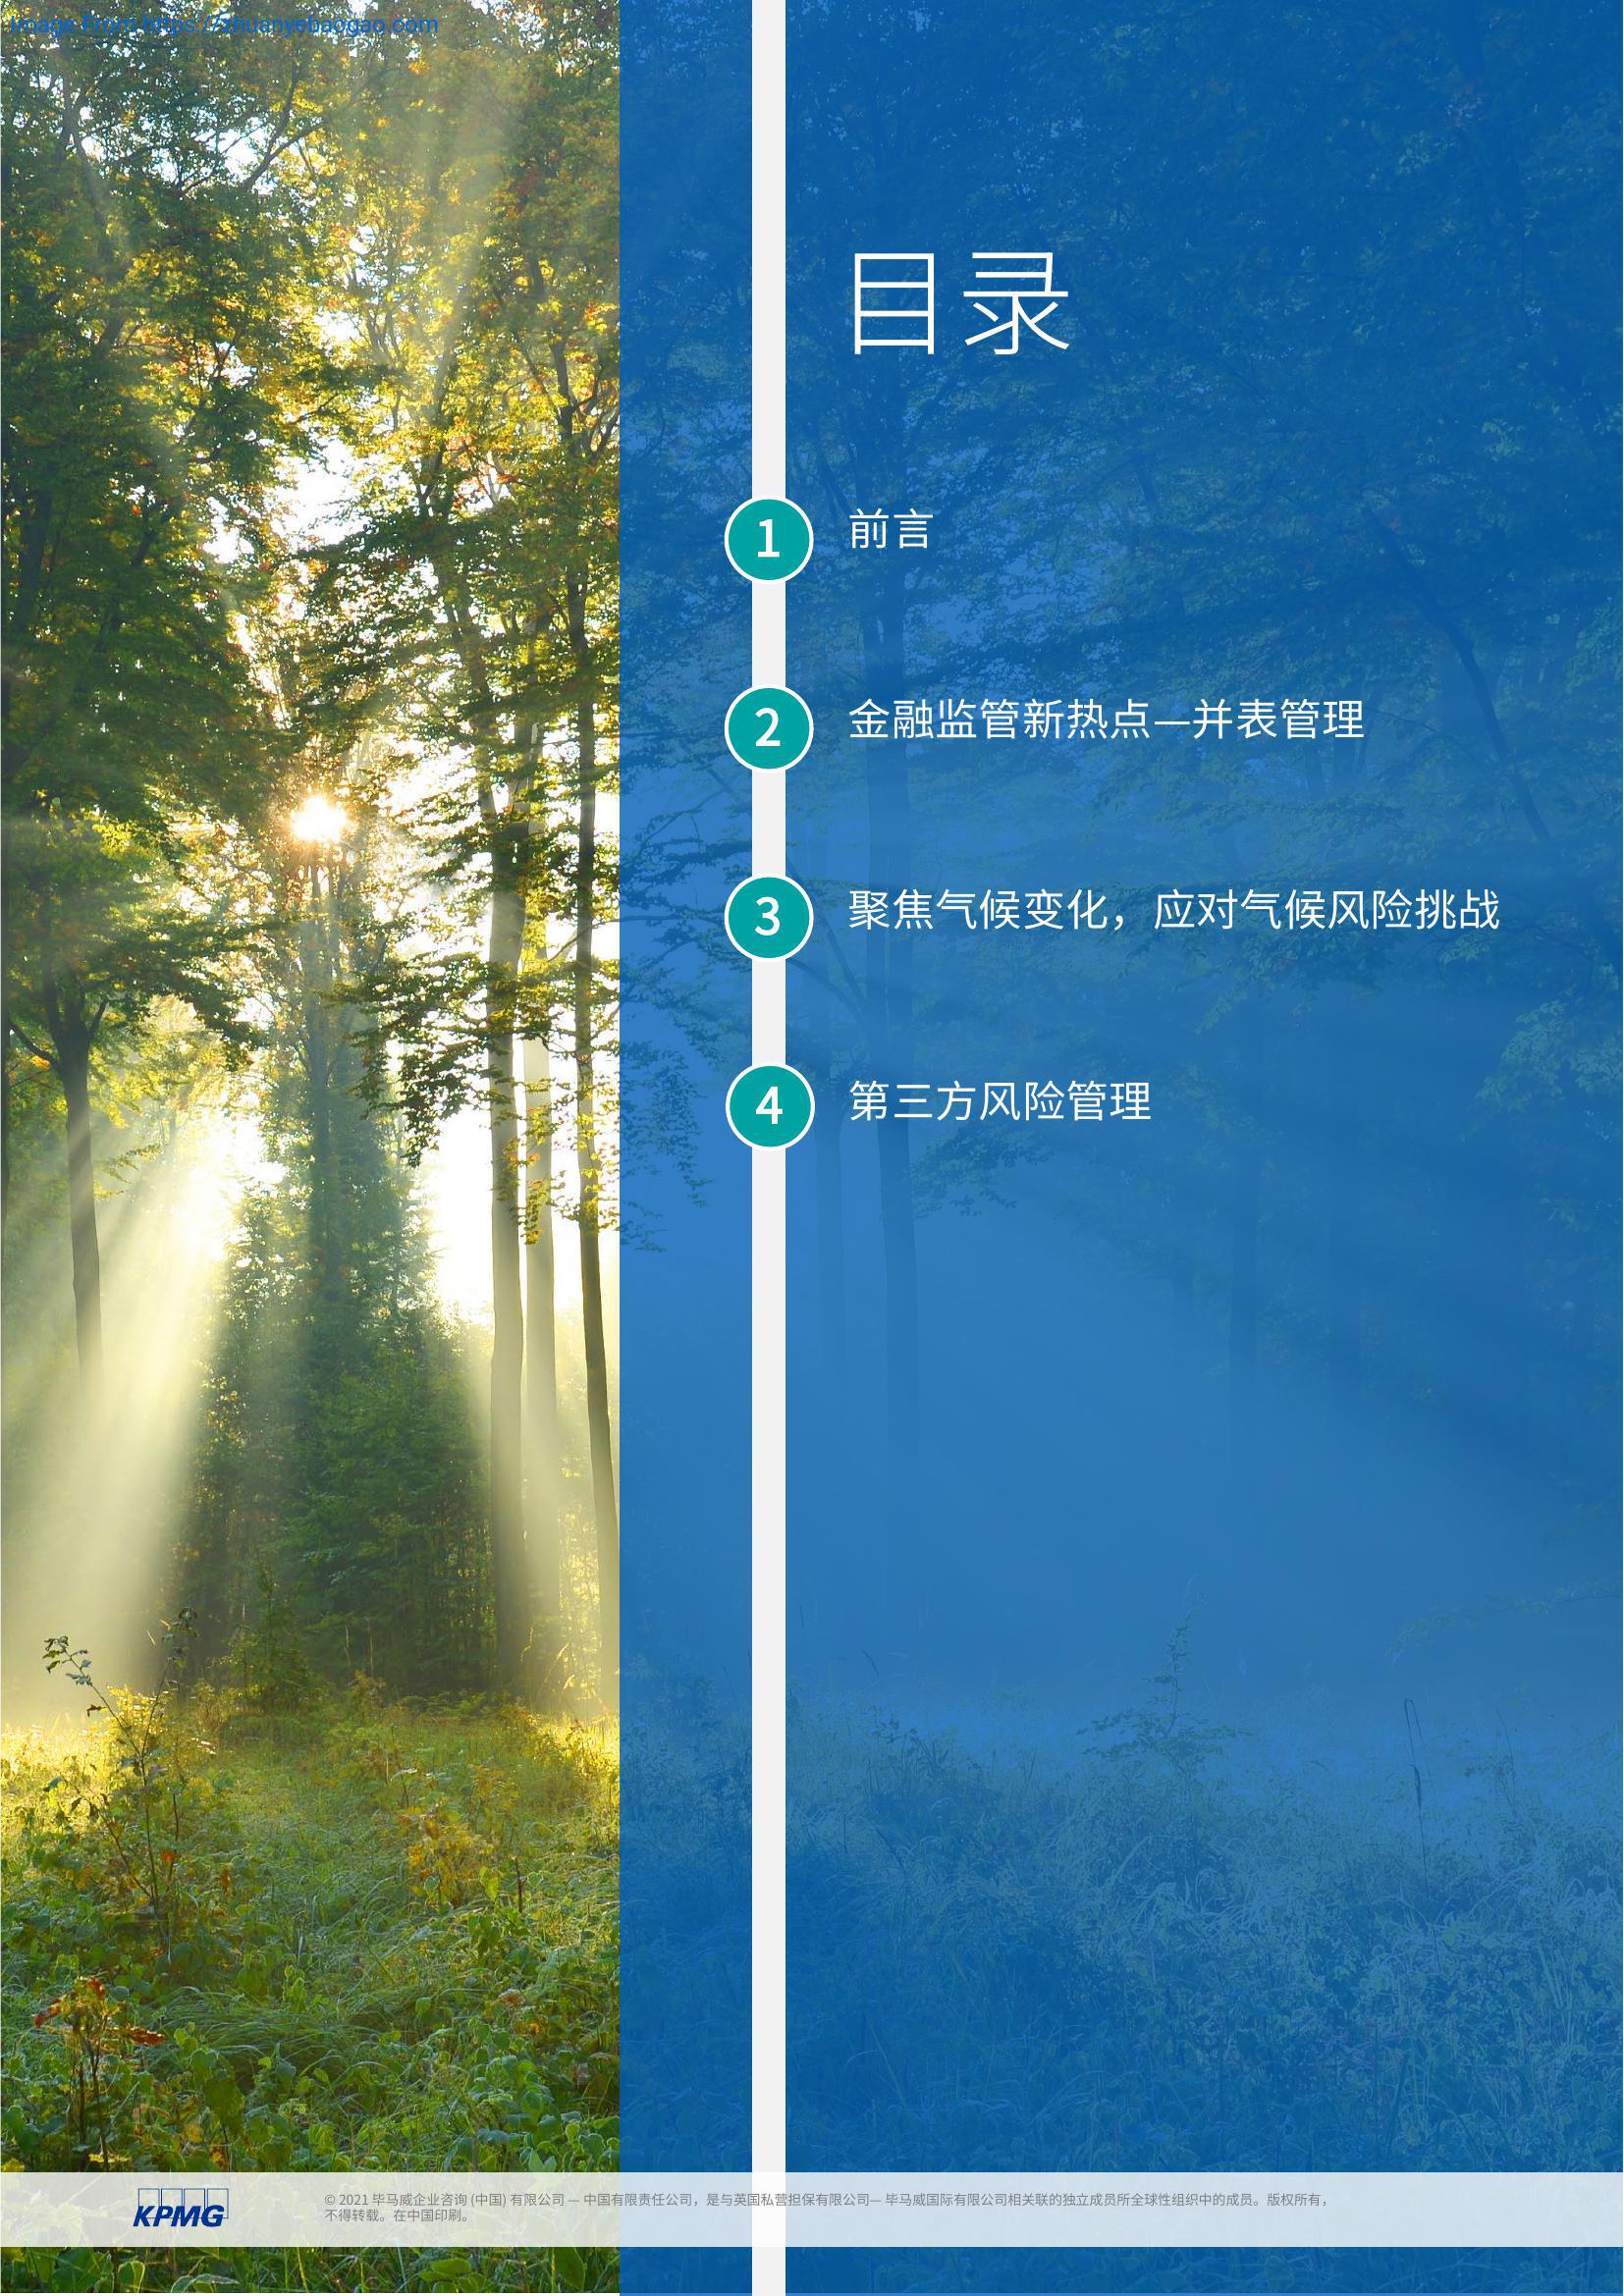 Image From https://zhuanyebaogao.com
目录
1 前言
2 金融监管新热点—并表管理
3 聚焦气候变化，应对气候风险挑战
4 第三方风险管理
KPMG
© 2021 毕马威企业咨询 (中国) 有限公司 — 中国有限责任公司，是与英国私营担保有限公司— 毕马威国际有限公司相关联的独立成员所全球性组织中的成员。版权所有，
不得转载。在中国印刷。